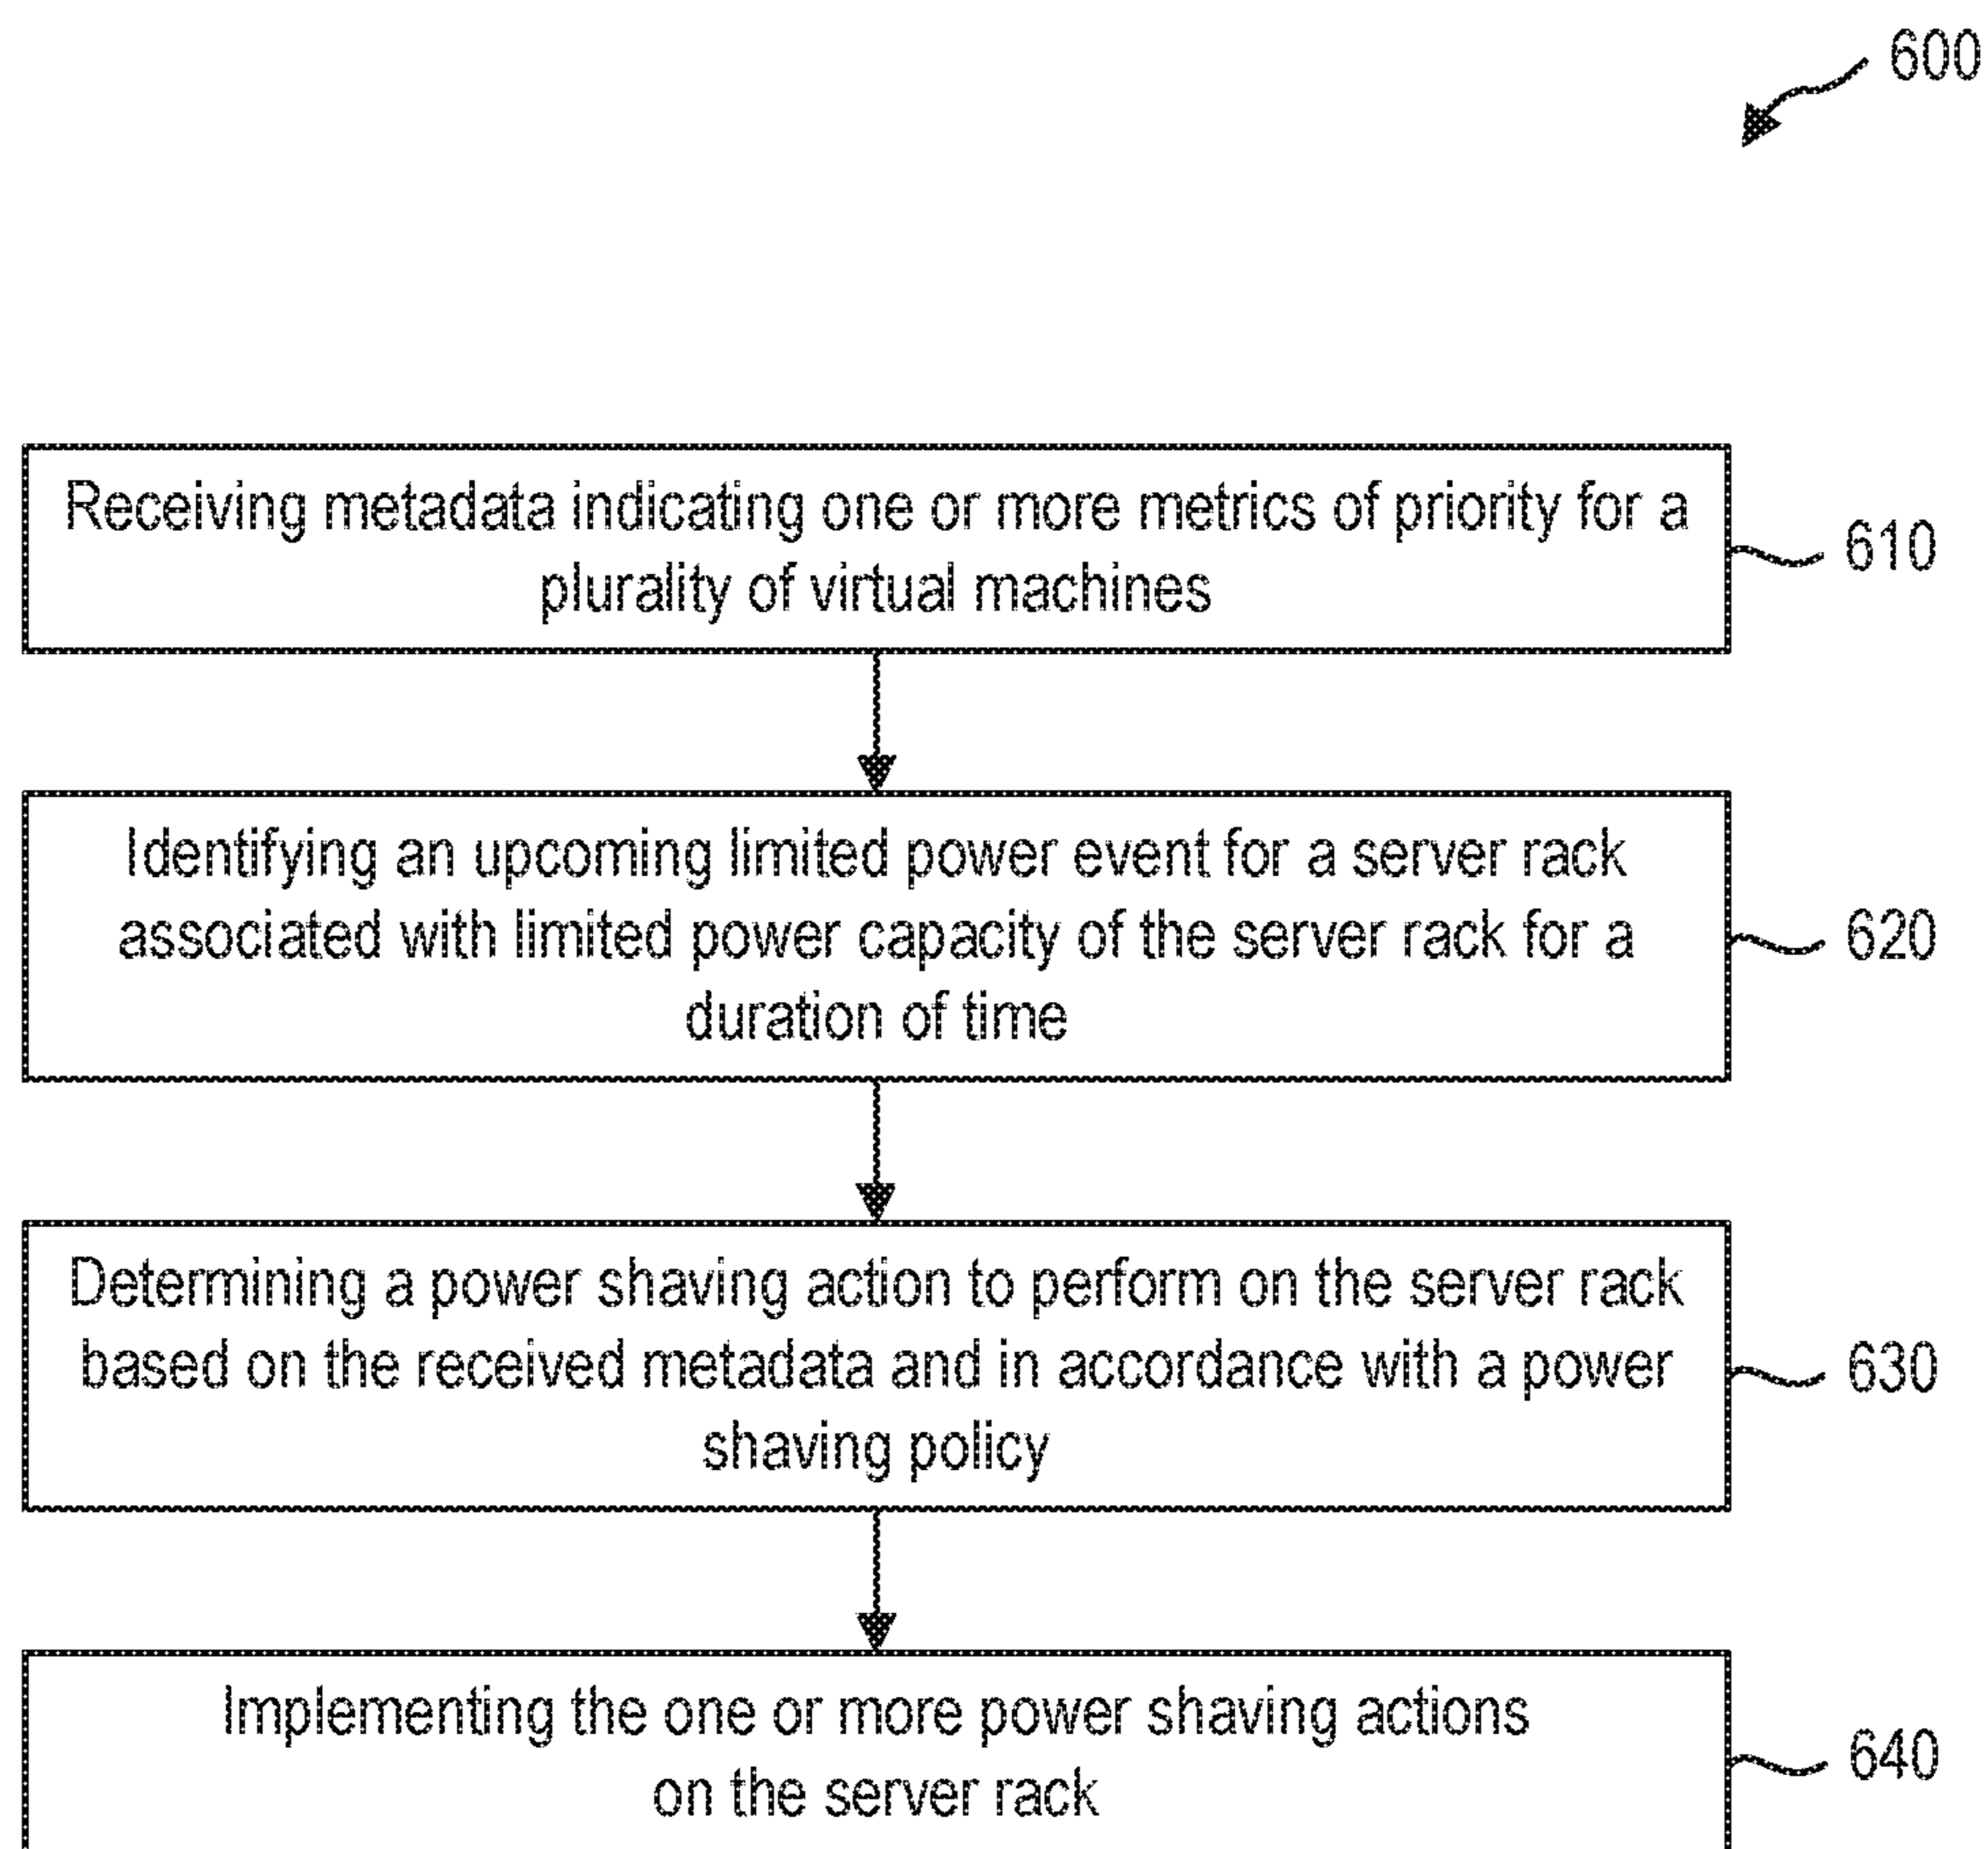 600
Receiving metadata indicating one or more metrics of priority for a
plurality of virtual machines
610
Identifying an upcoming limited power event for a server rack
associated with limited power capacity of the server rack for a
duration of time
620
Determining a power shaving action to perform on the server rack
based on the received metadata and in accordance with a power
shaving policy
630
Implementing the one or more power shaving actions
on the server rack
640